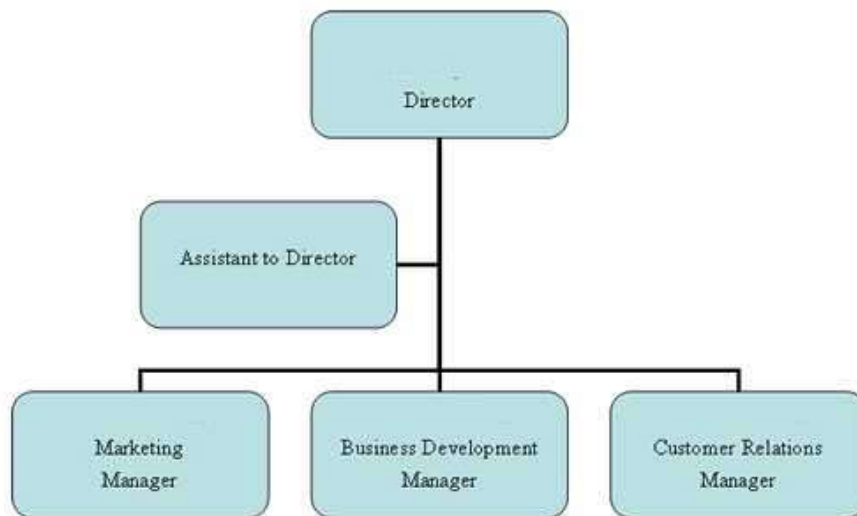 Director
Assistant to Director
Marketing
Manager
Business Development
Manager
Customer Relations
Manager